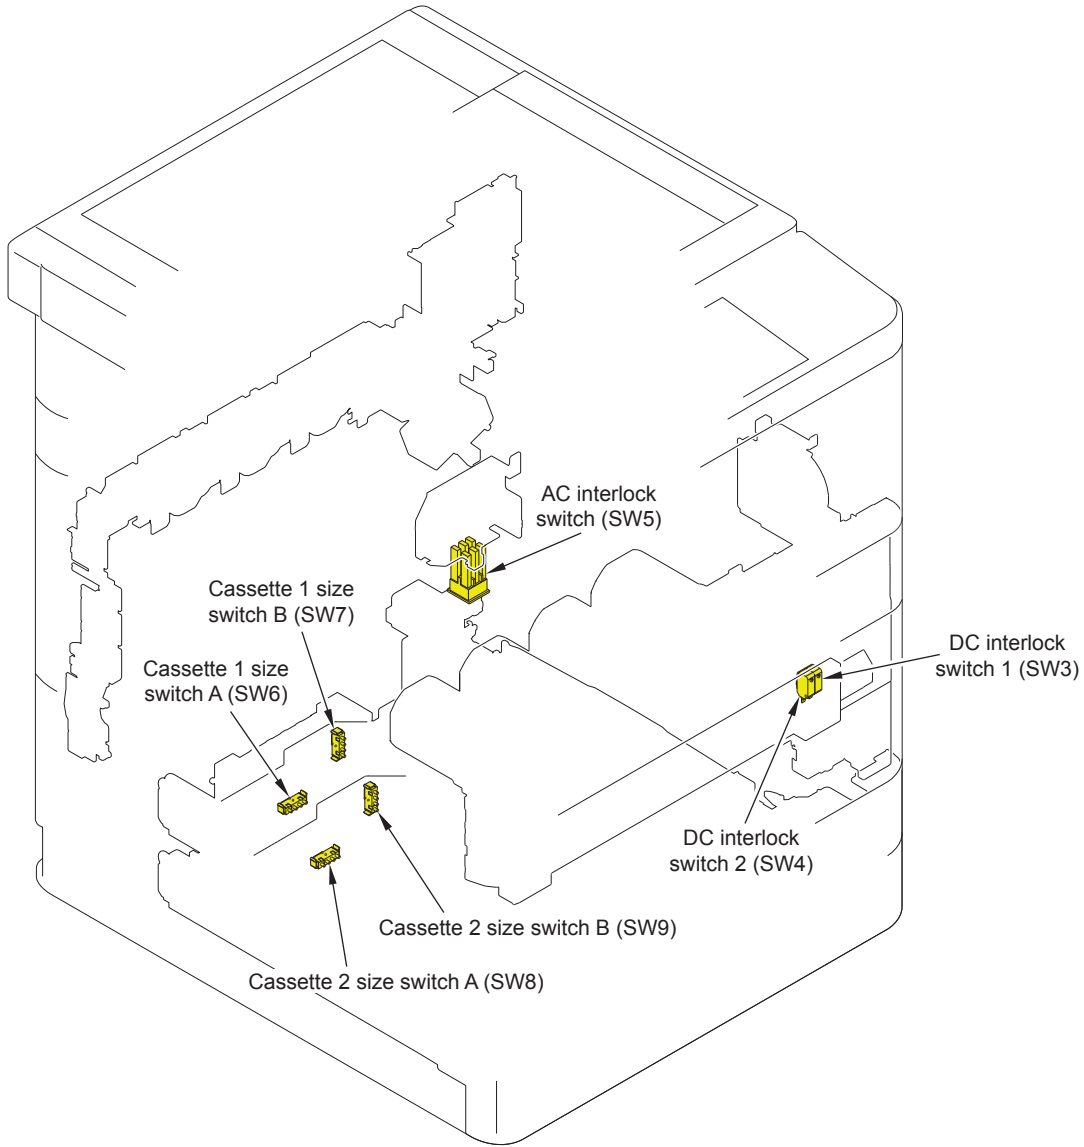 AC interlock
switch (SW5)
Cassette 1 size
switch B (SW7)
Cassette 1 size
switch A (SW6)
DC interlock
switch 1 (SW3)
DC interlock
switch 2 (SW4)
Cassette 2 size switch B (SW9)
Cassette 2 size switch A (SW8)